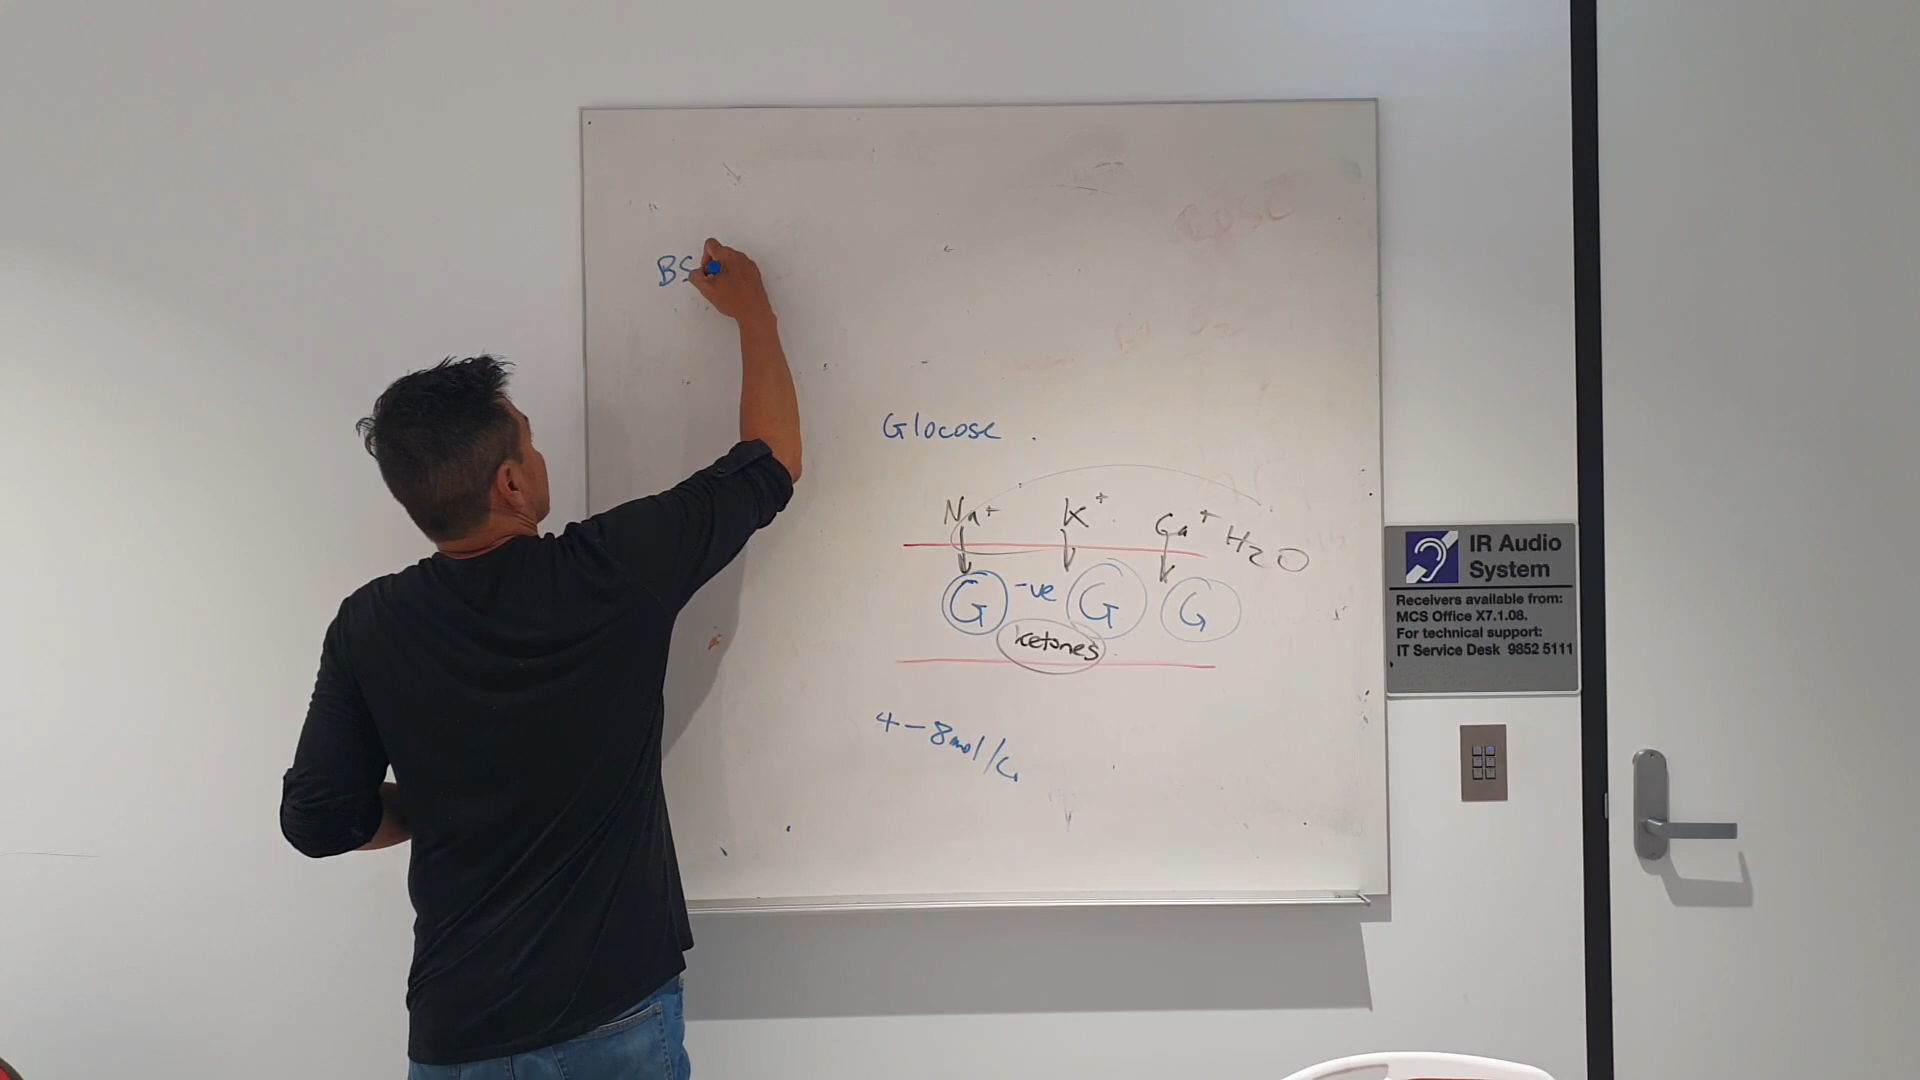 BS
Glocose .
Na+ K+ Ca+ H2O
G -ve G G
ketones
4-8mol/L
IR Audio
System
Receivers available from:
MCS Office X7.1.08.
For technical support:
IT Service Desk 9852 5111